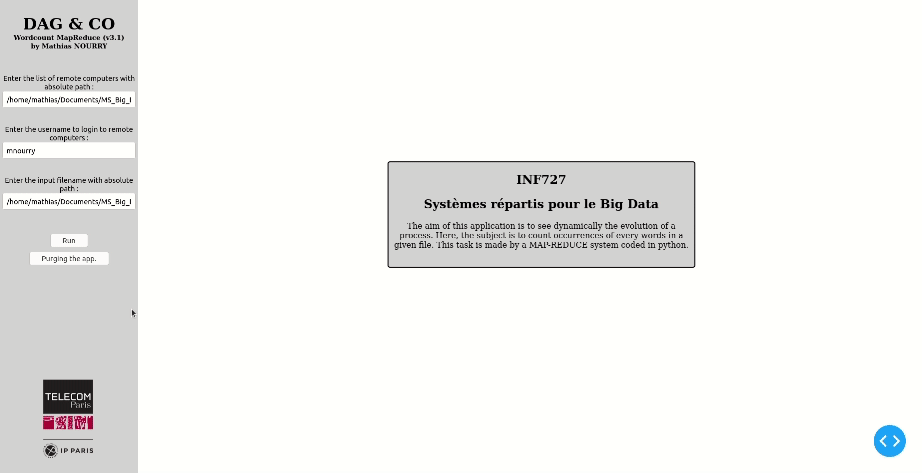 DAG & CO
Wordcount MapReduce (v3.1)
by Mathias NOURRY
Enter the list of remote computers with
absolute path :
/home/mathias/Documents/MS_Big_I
Enter the username to login to remote
computers :
mnourry
Enter the input filename with absolute
path :
/home/mathias/Documents/MS_Big_I
Run
Purging the app.
TELECOM
Paris
IP PARIS
INF727
Systèmes répartis pour le Big Data
The aim of this application is to see dynamically the evolution of a
process. Here, the subject is to count occurrences of every words in a
given file. This task is made by a MAP-REDUCE system coded in python.